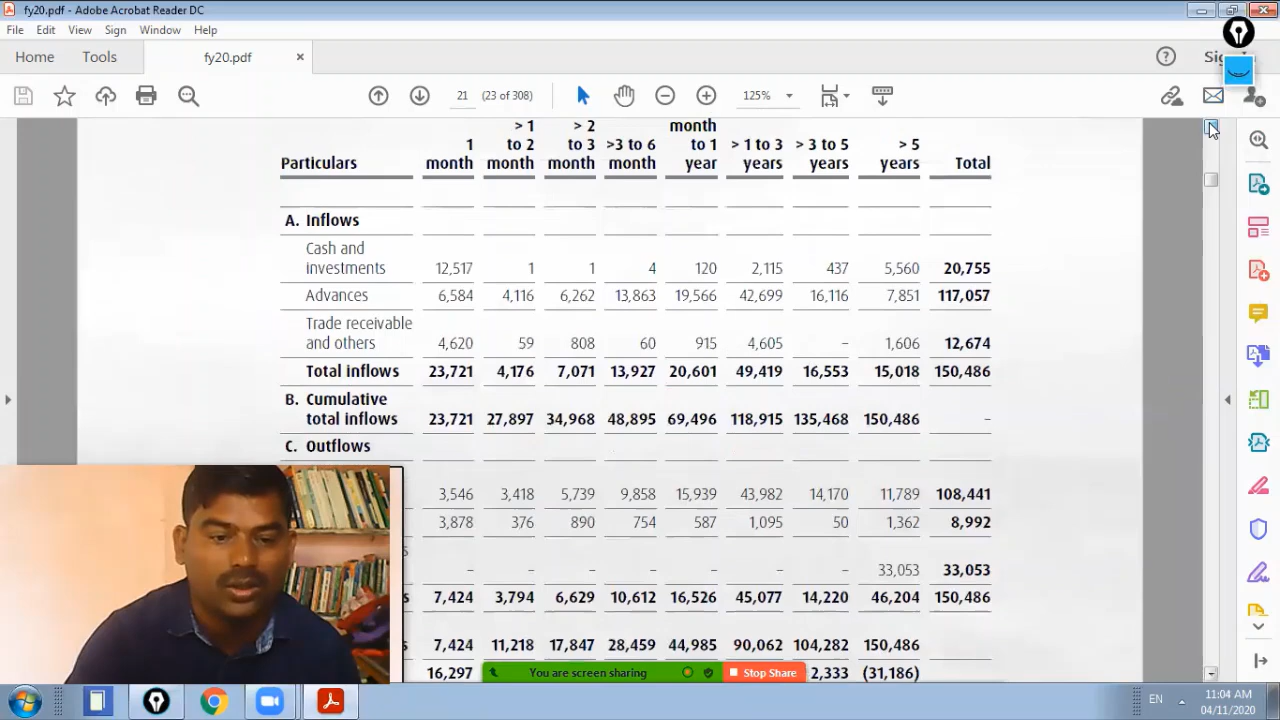 fy20.pdf - Adobe Acrobat Reader DC
File Edit View Sign Window Help
Home Tools fy20.pdf ×
21 (23 of 308) 125%
Particulars 1 month > 1 to 2 month > 2 to 3 month >3 to 6 month month to 1 year > 1 to 3 years > 3 to 5 years > 5 years Total
A. Inflows
Cash and
investments 12,517 1 1 4 120 2,115 437 5,560 20,755
Advances 6,584 4,116 6,262 13,863 19,566 42,699 16,116 7,851 117,057
Trade receivable
and others 4,620 59 808 60 915 4,605 – 1,606 12,674
Total inflows 23,721 4,176 7,071 13,927 20,601 49,419 16,553 15,018 150,486
B. Cumulative
total inflows 23,721 27,897 34,968 48,895 69,496 118,915 135,468 150,486 –
C. Outflows
3,546 3,418 5,739 9,858 15,939 43,982 14,170 11,789 108,441
3,878 376 890 754 587 1,095 50 1,362 8,992
– – – – – – – 33,053 33,053
7,424 3,794 6,629 10,612 16,526 45,077 14,220 46,204 150,486
7,424 11,218 17,847 28,459 44,985 90,062 104,282 150,486
16,297 2,333 (31,186)
You are screen sharing Stop Share
EN 11:04 AM
04/11/2020